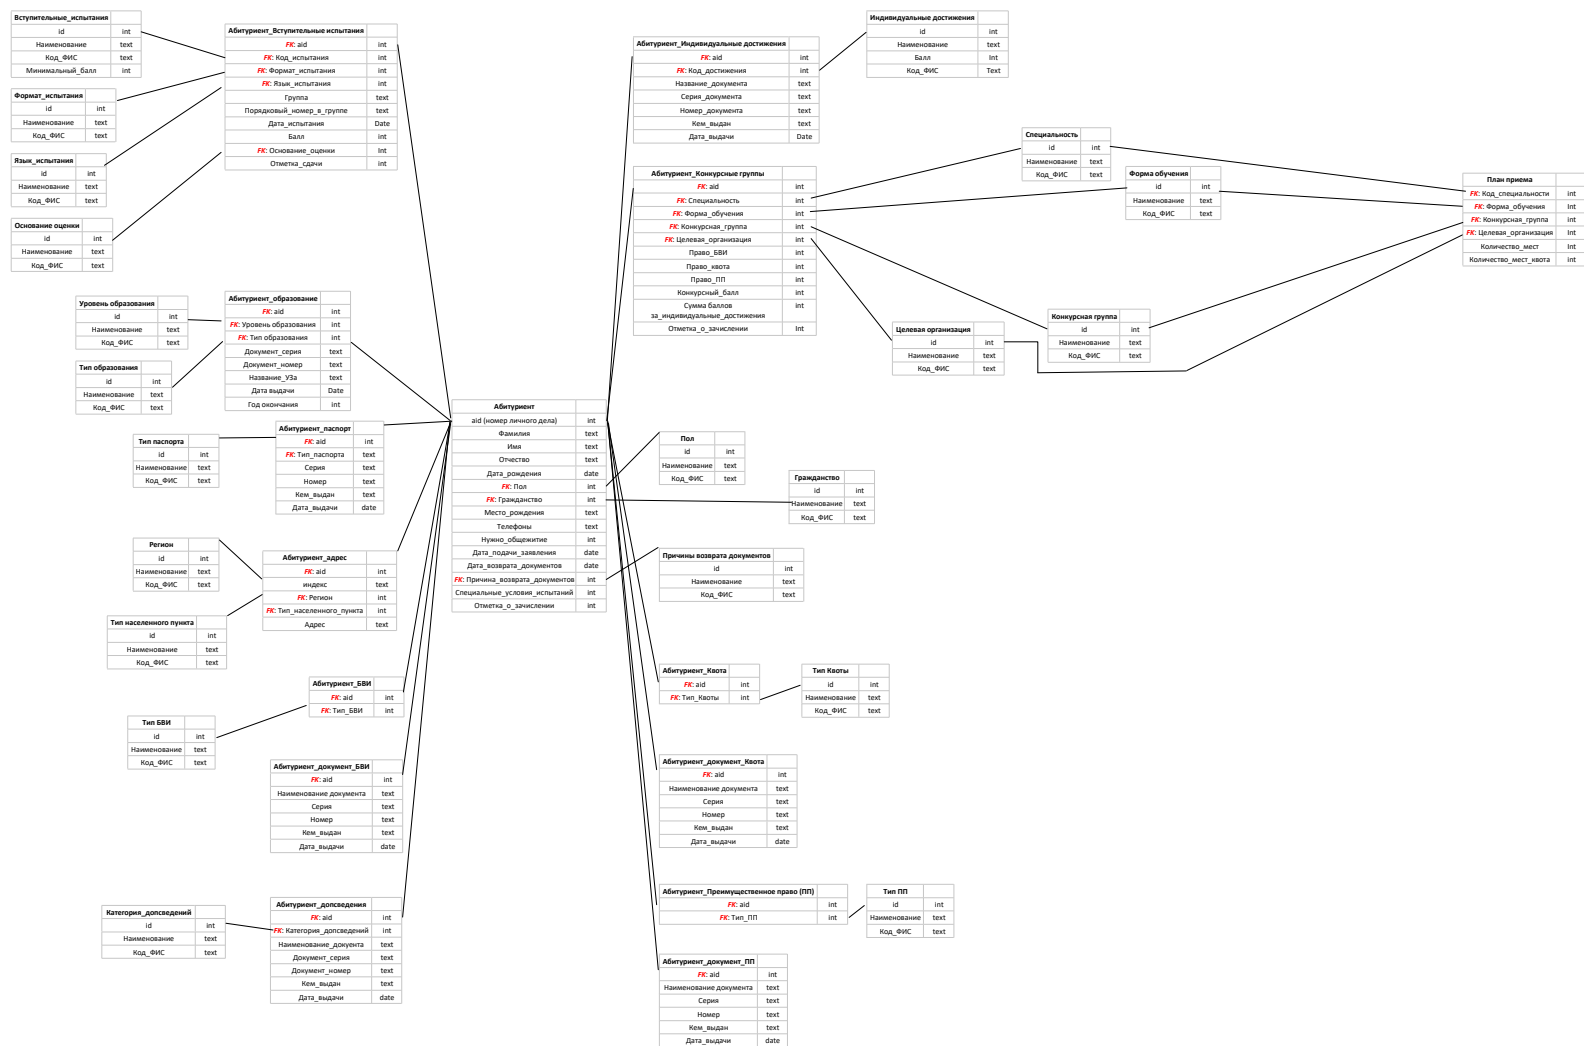 Вступительные_испытания
id int
Наименование text
Код_ФИС text
Минимальный_балл int
Формат_испытания
id int
Наименование text
Код_ФИС text
Язык_испытания
id int
Наименование text
Код_ФИС text
Основание оценки
id int
Наименование text
Код_ФИС text
Абитуриент_Вступительные испытания
FK: aid int
FK: Код_испытания int
FK: Формат_испытания int
FK: Язык_испытания int
Группа text
Порядковый_номер_в_группе text
Дата_испытания Date
Балл int
FK: Основание_оценки Int
Отметка_сдачи int
Уровень образования
id int
Наименование text
Код_ФИС text
Тип образования
id int
Наименование text
Код_ФИС text
Абитуриент_образование
FK: aid int
FK: Уровень образования int
FK: Тип образования int
Документ_серия text
Документ_номер text
Название_УЗа text
Дата выдачи Date
Год окончания int
Тип паспорта
id int
Наименование text
Код_ФИС text
Абитуриент_паспорт
FK: aid int
FK: Тип_паспорта text
Серия text
Номер text
Кем_выдан text
Дата_выдачи date
Регион
id int
Наименование text
Код_ФИС text
Тип населенного пункта
id int
Наименование text
Код_ФИС text
Абитуриент_адрес
FK: aid int
индекс text
FK: Регион int
FK: Тип_населенного_пункта int
Адрес text
Абитуриент_БВИ
FK: aid int
FK: Тип_БВИ int
Тип БВИ
id int
Наименование text
Код_ФИС text
Абитуриент_документ_БВИ
FK: aid int
Наименование документа text
Серия text
Номер text
Кем_выдан text
Дата_выдачи date
Категория_допсведений
id int
Наименование text
Код_ФИС text
Абитуриент_допсведения
FK: aid int
FK: Категория_допсведений int
Наименование_докуента text
Документ_серия text
Документ_номер text
Кем_выдан text
Дата_выдачи date
Абитуриент
aid (номер личного дела) int
Фамилия text
Имя text
Отчество text
Дата_рождения date
FK: Пол int
FK: Гражданство int
Место_рождения text
Телефоны text
Нужно_общежитие int
Дата_подачи_заявления date
Дата_возврата_документов date
FK: Причина_возврата_документов int
Специальные_условия_испытаний int
Отметка_о_зачислении int
Абитуриент_Индивидуальные достижения
FK: aid int
FK: Код_достижения int
Название_документа text
Серия_документа text
Номер_документа text
Кем_выдан text
Дата_выдачи Date
Индивидуальные достижения
id int
Наименование text
Балл Int
Код_ФИС Text
Абитуриент_Конкурсные группы
FK: aid int
FK: Специальность int
FK: Форма_обучения int
FK: Конкурсная_группа int
FK: Целевая_организация int
Право_БВИ int
Право_квота int
Право_ПП int
Конкурсный_балл int
Сумма баллов int
за_индивидуальные_достижения
Отметка_о_зачислении Int
Специальность
id int
Наименование text
Код_ФИС text
Форма обучения
id int
Наименование text
Код_ФИС text
План приема
FK: Код_специальности int
FK: Форма_обучения Int
FK: Конкурсная_группа int
FK: Целевая_организация Int
Количество_мест Int
Количество_мест_квота Int
Целевая организация
id int
Наименование text
Код_ФИС text
Конкурсная группа
id int
Наименование text
Код_ФИС text
Пол
id int
Наименование text
Код_ФИС text
Гражданство
id int
Наименование text
Код_ФИС text
Причины возврата документов
id int
Наименование text
Код_ФИС text
Абитуриент_Квота
FK: aid int
FK: Тип_Квоты int
Тип Квоты
id int
Наименование text
Код_ФИС text
Абитуриент_документ_Квота
FK: aid int
Наименование документа text
Серия text
Номер text
Кем_выдан text
Дата_выдачи date
Абитуриент_Преимущественное право (ПП)
FK: aid int
FK: Тип_ПП int
Тип ПП
id int
Наименование text
Код_ФИС text
Абитуриент_документ_ПП
FK: aid int
Наименование документа text
Серия text
Номер text
Кем_выдан text
Дата_выдачи date